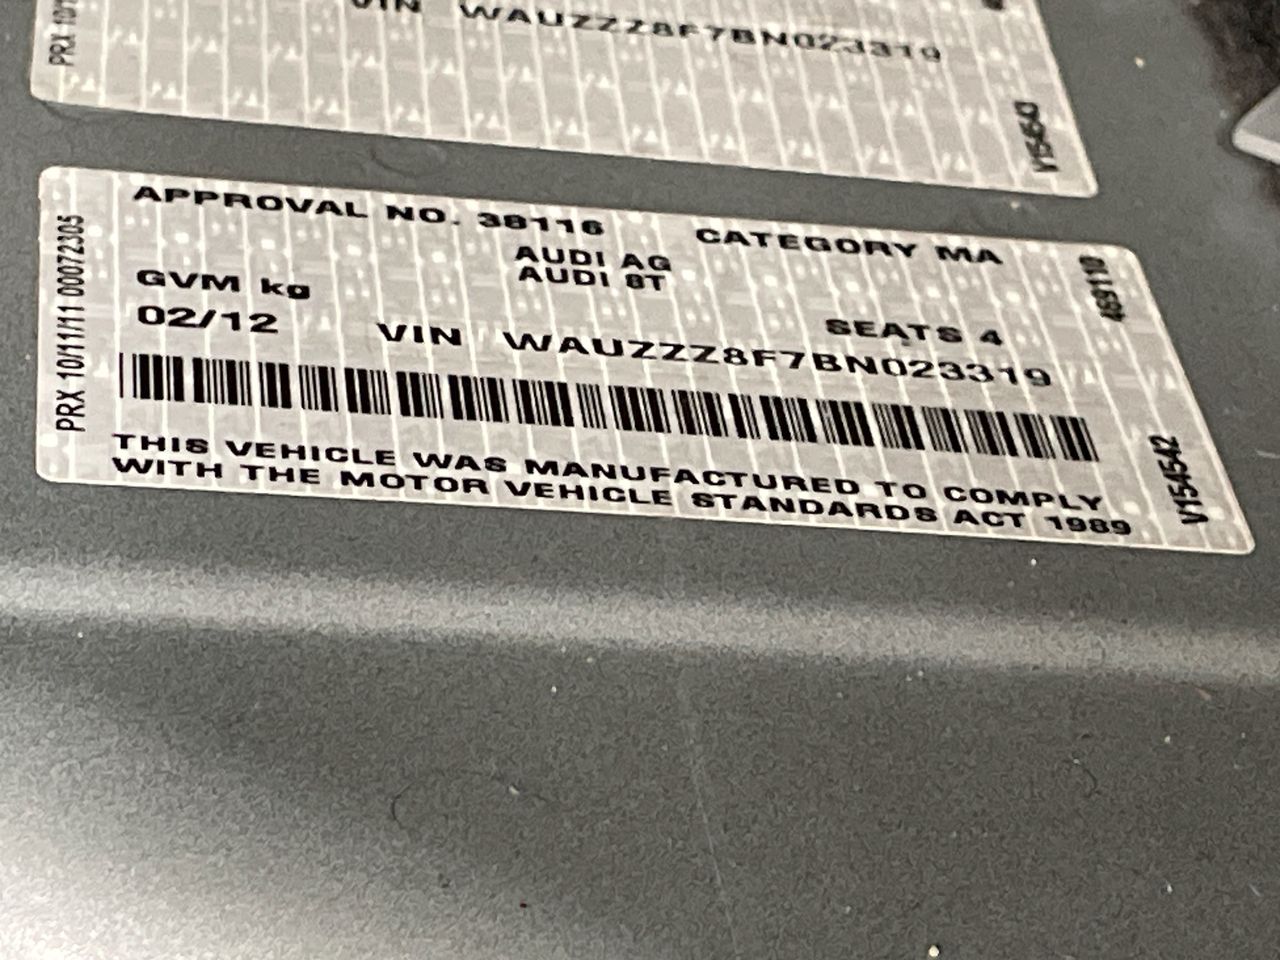 PRX 10/1
VIN WAUZZZ8F7BN023319
V154543
APPROVAL NO. 38116 CATEGORY MA
AUDI AG
AUDI 8T
GVM kg
SEATS 4
02/12 VIN WAUZZZ8F7BN023319
THIS VEHICLE WAS MANUFACTURED TO COMPLY
WITH THE MOTOR VEHICLE STANDARDS ACT 1989
PRX 10/11/11 00072305
V154542